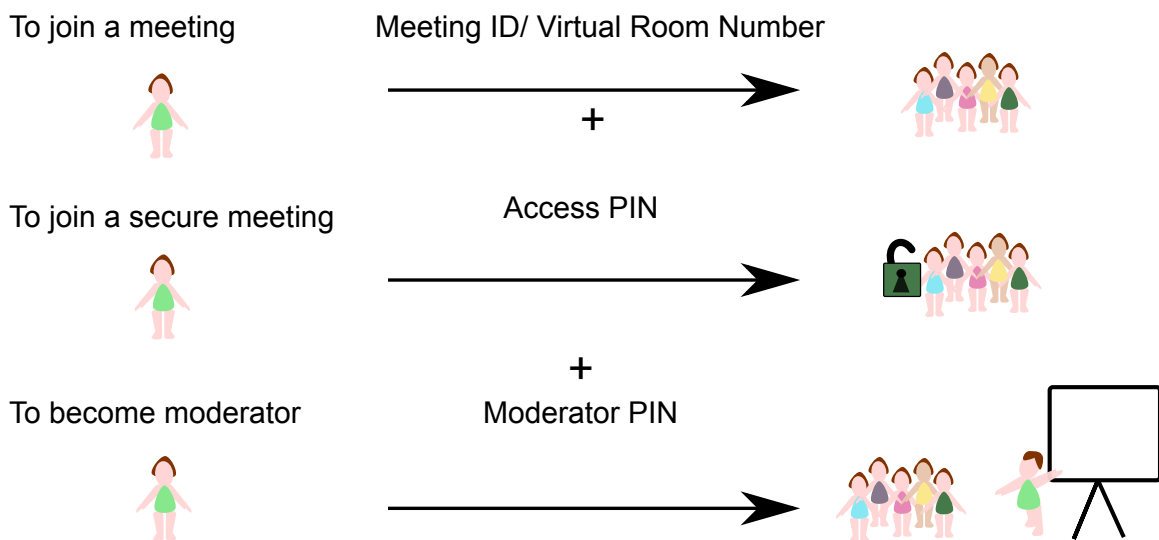 To join a meeting
Meeting ID/ Virtual Room Number
+
To join a secure meeting
Access PIN
+
To become moderator
Moderator PIN